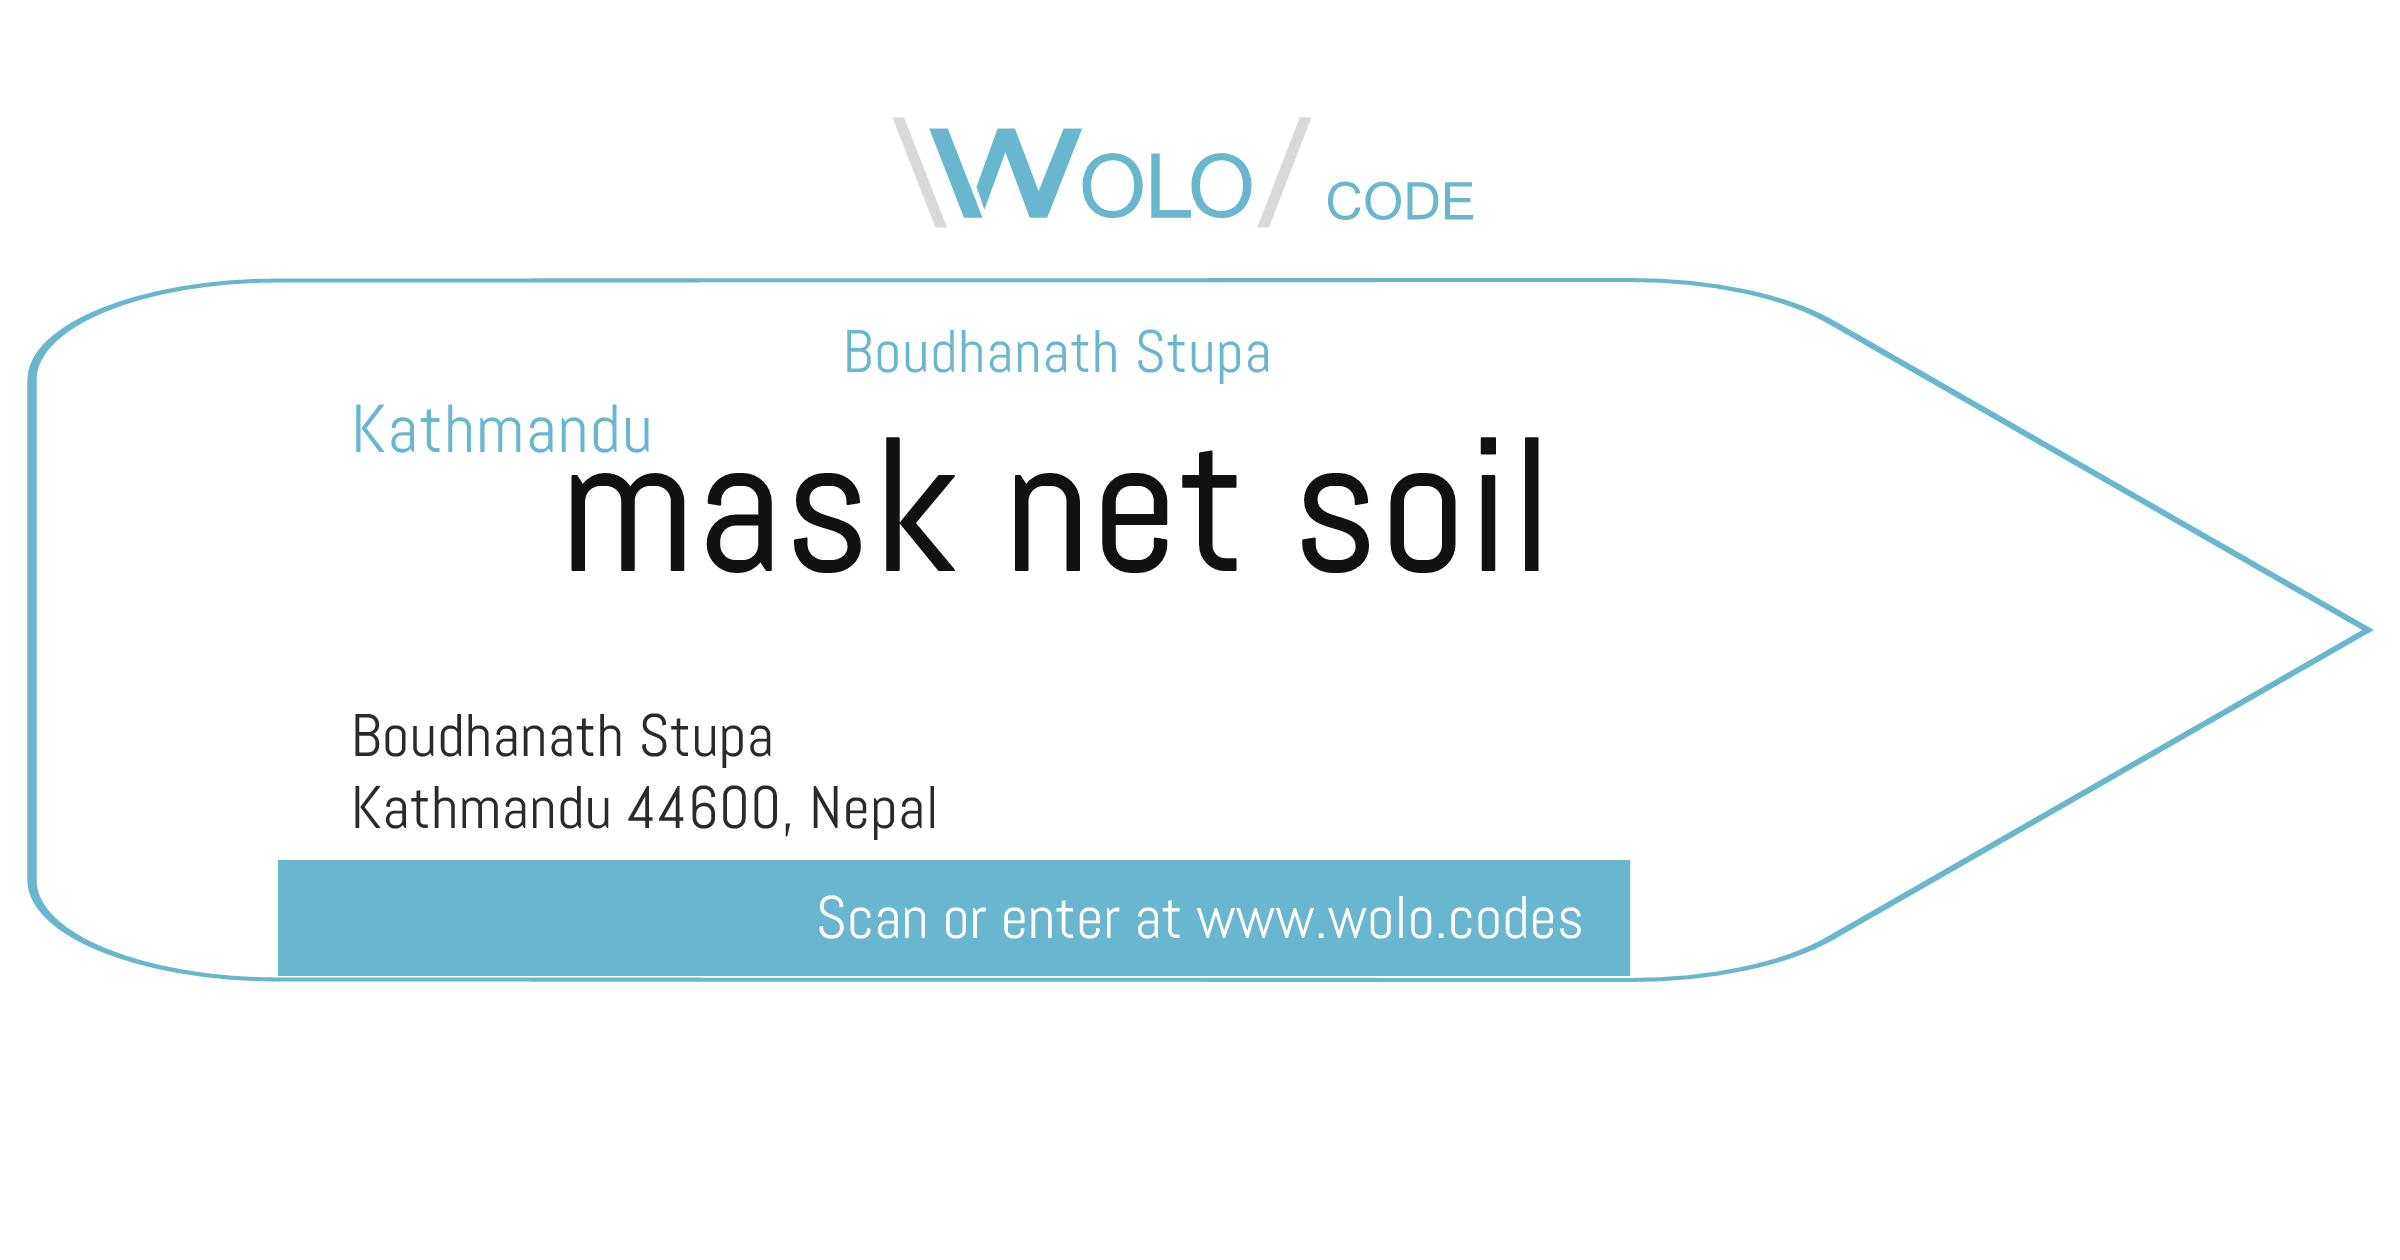 \WOLO/ CODE
Boudhanath Stupa
Kathmandu
mask net soil
Boudhanath Stupa
Kathmandu 44600, Nepal
Scan or enter at www.wolo.codes